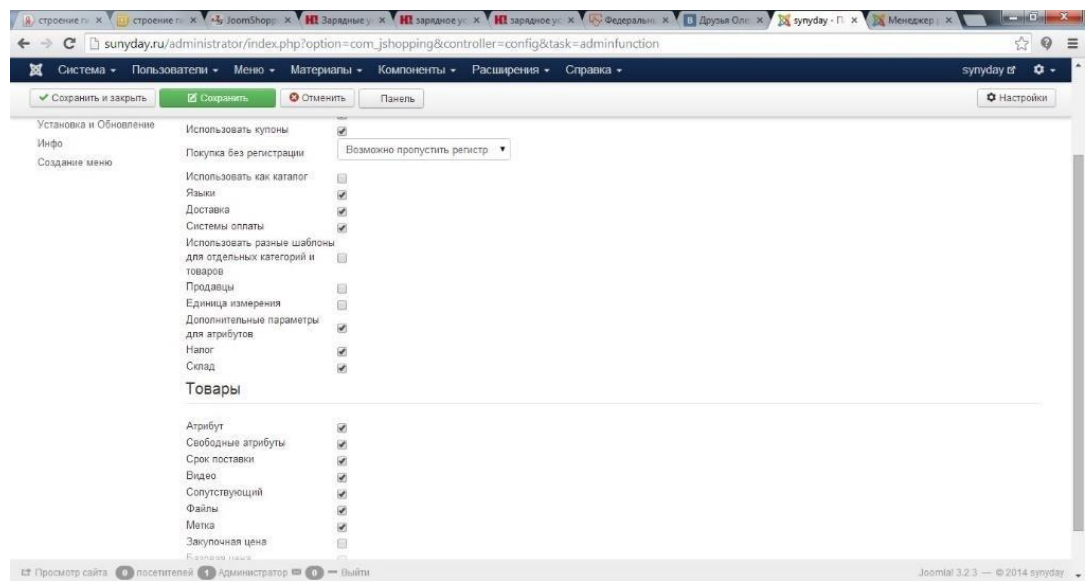 строение
строение
JoomShopp
Зарядные у
зарядное ус
зарядное ус
Федеральн
Друзья Оле
synyday - П
Менеджер
sunyday.ru/administrator/index.php?option=com_jshopping&controller=config&task=adminfunction
Система Пользователи Меню Материалы Компоненты Расширения Справка synyday
Сохранить и закрыть Сохранить Отменить Панель Настройки
Установка и Обновление
Инфо
Создание меню
Использовать купоны
Покупка без регистрации Возможно пропустить регистр
Использовать как каталог
Языки
Доставка
Системы оплаты
Использовать разные шаблоны
для отдельных категорий и
товаров
Продавцы
Единица измерения
Дополнительные параметры
для атрибутов
Налог
Склад
Товары
Атрибут
Свободные атрибуты
Срок поставки
Видео
Сопутствующий
Файлы
Метка
Закупочная цена
Базовая цена
Просмотр сайта 0 посетителей 1 Администратор 0 Выйти Joomla! 3.2.3 — © 2014 synyday